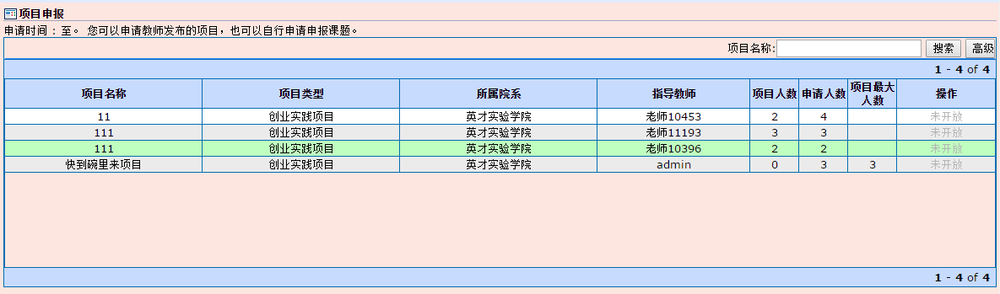 项目申报
申请时间：至。 您可以申请教师发布的项目，也可以自行申请申报课题。
项目名称: 搜索 高级
1 - 4 of 4
项目名称 项目类型 所属院系 指导教师 项目人数 申请人数 项目最大人数 操作
11 创业实践项目 英才实验学院 老师10453 2 4 未开放
111 创业实践项目 英才实验学院 老师11193 3 3 未开放
111 创业实践项目 英才实验学院 老师10396 2 2 未开放
快到碗里来项目 创业实践项目 英才实验学院 admin 0 3 3 未开放
1 - 4 of 4